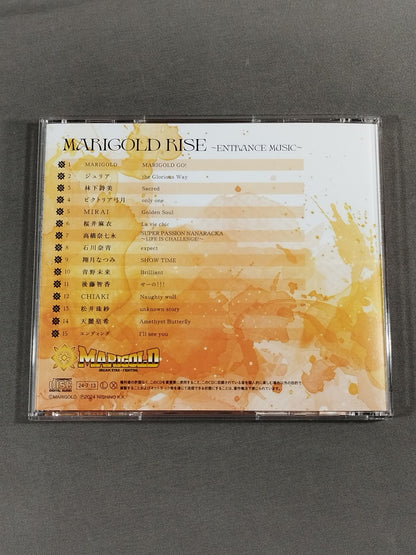 MARIGOLD RISE ~ENTRANCE MUSIC~
1 MARIGOLD MARIGOLD GO!
2 ジュリア the Glorious Way
3 林下詩美 Sacred
4 ビクトリア弓月 only one
5 MIRAI Golden Soul
6 桜井麻衣 La vie chic
7 高橋奈七永 SUPER PASSION NANARACKA
~LIFE IS CHALLENGE!~
8 石川奈青 expect
9 翔月なつみ SHOW TIME
10 青野未来 Brilliant
11 後藤智香 せーの!!!
12 CHIAKI Naughty wolf
13 松井珠紗 unknown story
14 天麗皇希 Amethyst Butterfly
15 エンディング I'll see you
MARIGOLD
DREAM STAR FIGHTING
24·7·13
©MARIGOLD ℗2024 NISHINO K.K.